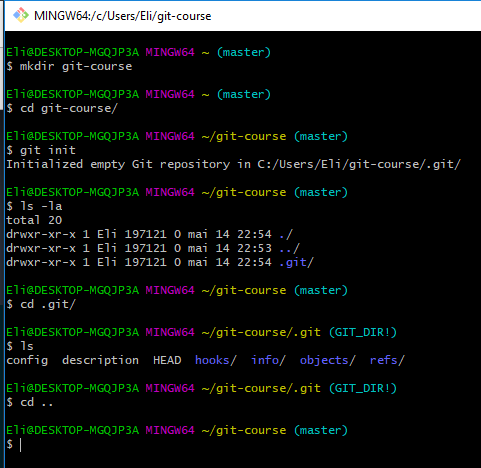 MINGW64:/c/Users/Eli/git-course
Eli@DESKTOP-MGQJP3A MINGW64 ~ (master)
$ mkdir git-course
Eli@DESKTOP-MGQJP3A MINGW64 ~ (master)
$ cd git-course/
Eli@DESKTOP-MGQJP3A MINGW64 ~/git-course (master)
$ git init
Initialized empty Git repository in C:/Users/Eli/git-course/.git/
Eli@DESKTOP-MGQJP3A MINGW64 ~/git-course (master)
$ ls -la
total 20
drwxr-xr-x 1 Eli 197121 0 mai 14 22:54 ./
drwxr-xr-x 1 Eli 197121 0 mai 14 22:53 ../
drwxr-xr-x 1 Eli 197121 0 mai 14 22:54 .git/
Eli@DESKTOP-MGQJP3A MINGW64 ~/git-course (master)
$ cd .git/
Eli@DESKTOP-MGQJP3A MINGW64 ~/git-course/.git (GIT_DIR!)
$ ls
config description HEAD hooks/ info/ objects/ refs/
Eli@DESKTOP-MGQJP3A MINGW64 ~/git-course/.git (GIT_DIR!)
$ cd ..
Eli@DESKTOP-MGQJP3A MINGW64 ~/git-course (master)
$